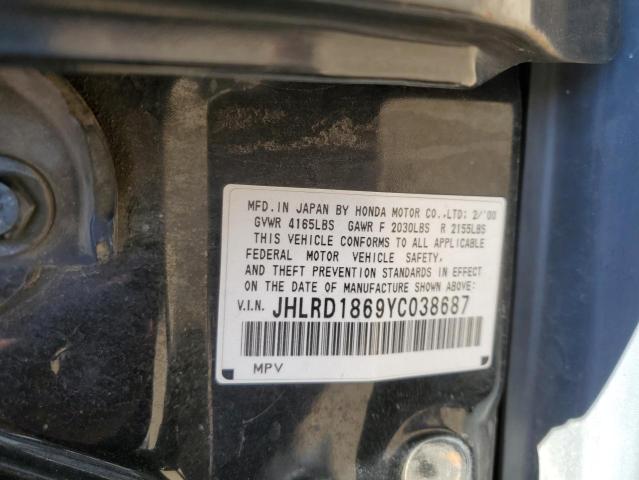 MFD.IN JAPAN BY HONDA MOTOR CO.,LTD: 2/'00
GVWR 4165LBS GAWR F 2030LBS R 2155LBS
THIS VEHICLE CONFORMS TO ALL APPLICABLE
FEDERAL MOTOR VEHICLE SAFETY,
AND THEFT PREVENTION STANDARDS IN EFFECT
ON THE DATE OF MANUFACTURE SHOWN ABOVE:
V.I.N. JHLRD1869YC038687
MPV